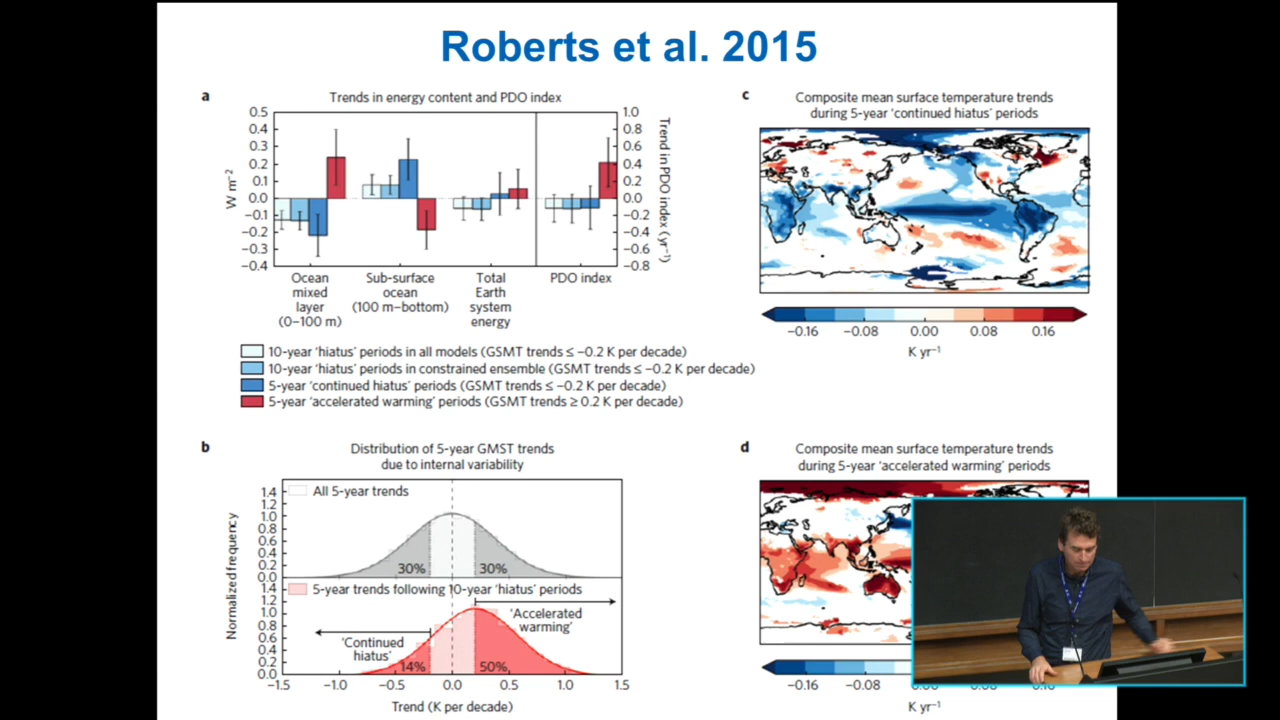 Roberts et al. 2015
a
Trends in energy content and PDO index
0.5
0.4
0.3
0.2
0.1
0.0
−0.1
−0.2
−0.3
−0.4
W m⁻²
1.0
0.8
0.6
0.4
0.2
0.0
−0.2
−0.4
−0.6
−0.8
Trend in PDO index (yr⁻¹)
Ocean
mixed
layer
(0–100 m)
Sub-surface
ocean
(100 m–bottom)
Total
Earth
system
energy
PDO index
10-year 'hiatus' periods in all models (GSMT trends ≤ −0.2 K per decade)
10-year 'hiatus' periods in constrained ensemble (GSMT trends ≤ −0.2 K per decade)
5-year 'continued hiatus' periods (GSMT trends ≤ −0.2 K per decade)
5-year 'accelerated warming' periods (GSMT trends ≥ 0.2 K per decade)
c
Composite mean surface temperature trends
during 5-year 'continued hiatus' periods
−0.16 −0.08 0.00 0.08 0.16
K yr⁻¹
b
Distribution of 5-year GMST trends
due to internal variability
Normalized frequency
1.4
1.2
1.0
0.8
0.6
0.4
0.2
0.0
All 5-year trends
30% 30%
1.4
1.2
1.0
0.8
0.6
0.4
0.2
0.0
5-year trends following 10-year 'hiatus' periods
'Accelerated
warming'
'Continued
hiatus'
14% 50%
−1.5 −1.0 −0.5 0.0 0.5 1.0 1.5
Trend (K per decade)
d
Composite mean surface temperature trends
during 5-year 'accelerated warming' periods
−0.16 −0.08
K yr⁻¹